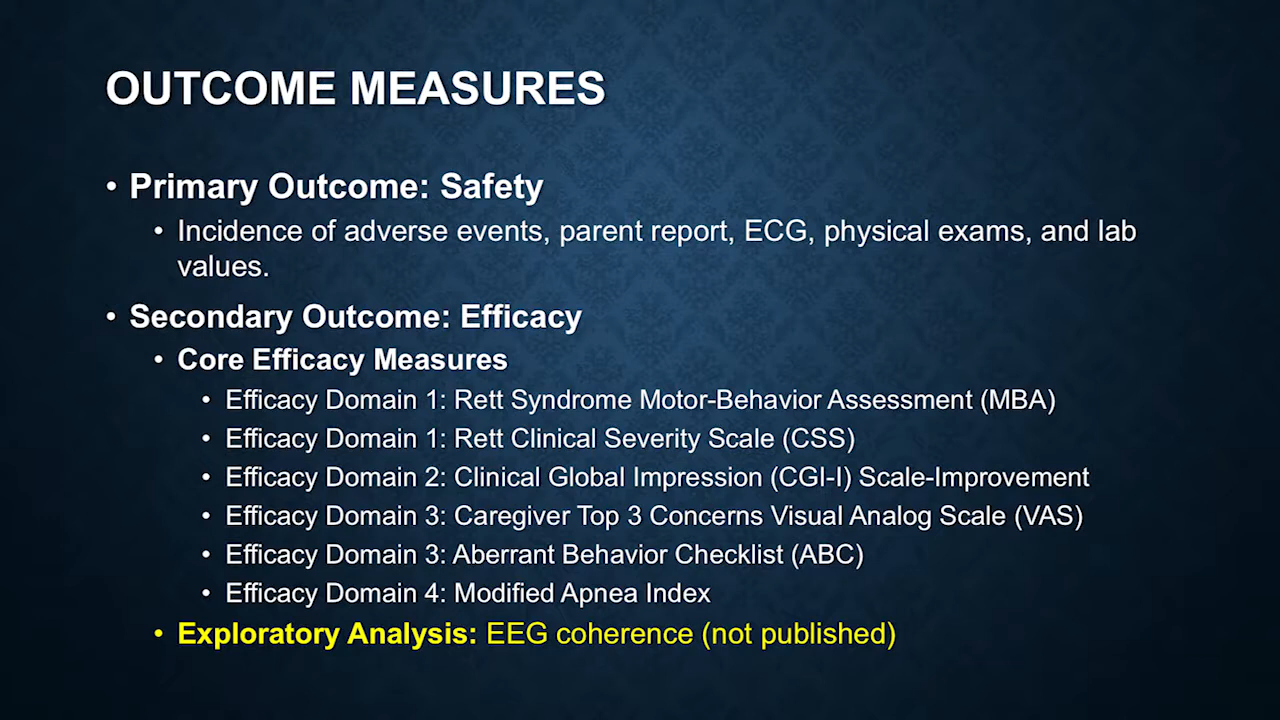 OUTCOME MEASURES
• Primary Outcome: Safety
• Incidence of adverse events, parent report, ECG, physical exams, and lab
values.
• Secondary Outcome: Efficacy
• Core Efficacy Measures
• Efficacy Domain 1: Rett Syndrome Motor-Behavior Assessment (MBA)
• Efficacy Domain 1: Rett Clinical Severity Scale (CSS)
• Efficacy Domain 2: Clinical Global Impression (CGI-I) Scale-Improvement
• Efficacy Domain 3: Caregiver Top 3 Concerns Visual Analog Scale (VAS)
• Efficacy Domain 3: Aberrant Behavior Checklist (ABC)
• Efficacy Domain 4: Modified Apnea Index
• Exploratory Analysis: EEG coherence (not published)